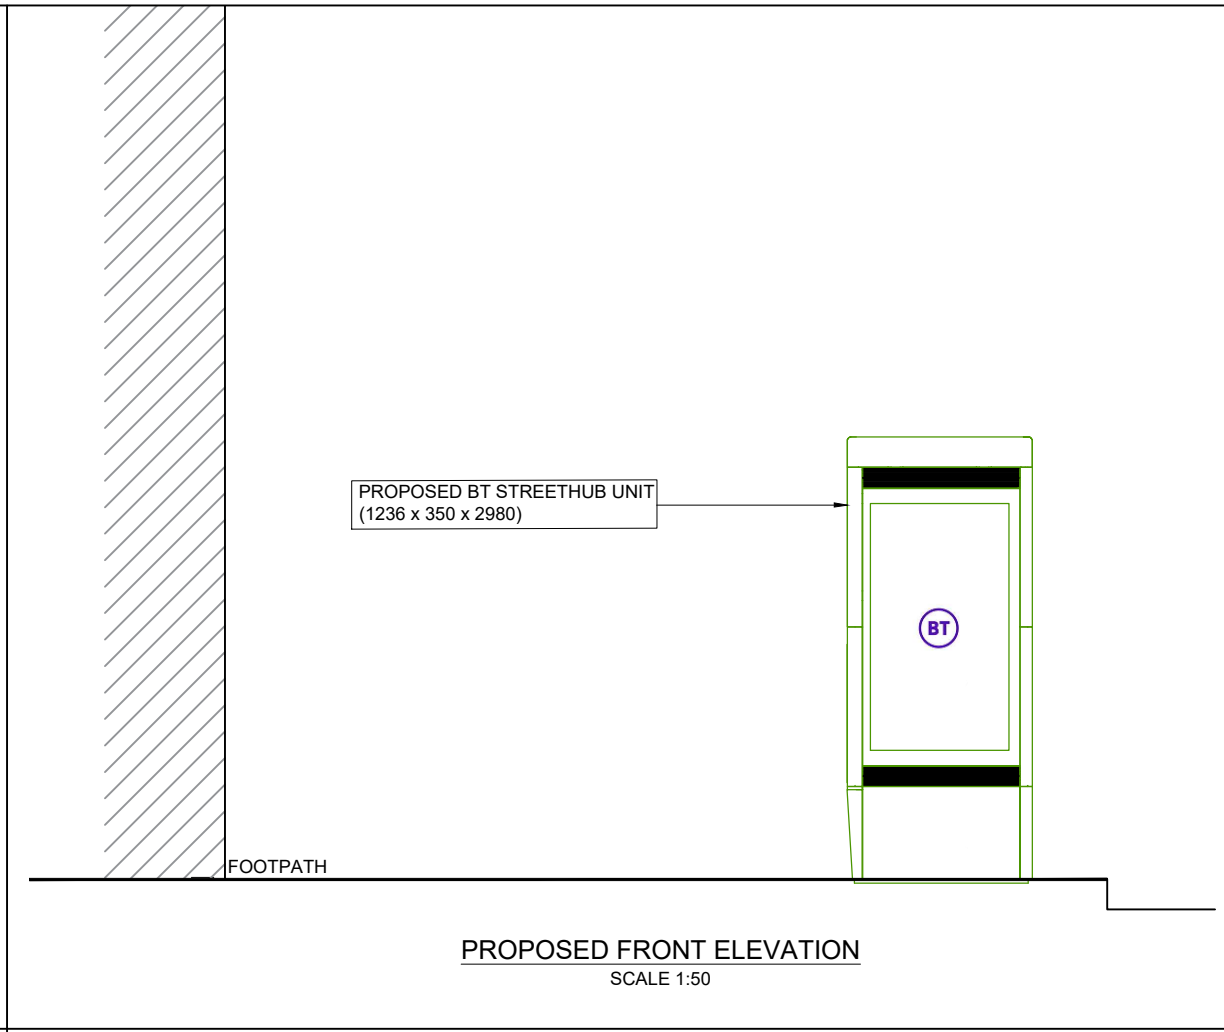 PROPOSED BT STREETHUB UNIT
(1236 x 350 x 2980)
BT
FOOTPATH
PROPOSED FRONT ELEVATION
SCALE 1:50